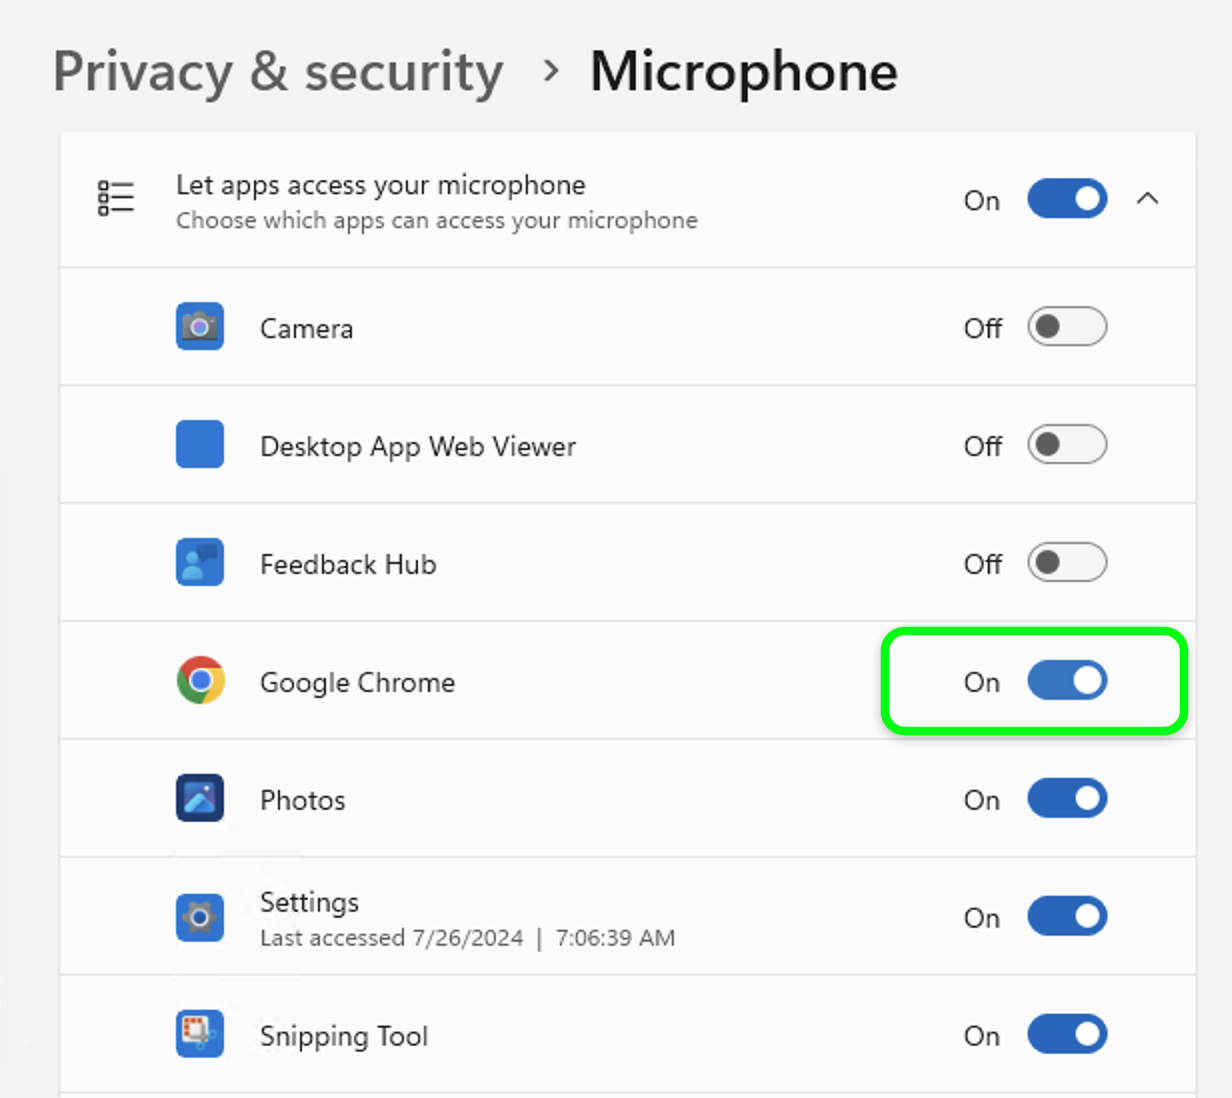 Privacy & security > Microphone
Let apps access your microphone On
Choose which apps can access your microphone
Camera Off
Desktop App Web Viewer Off
Feedback Hub Off
Google Chrome On
Photos On
Settings On
Last accessed 7/26/2024 | 7:06:39 AM
Snipping Tool On